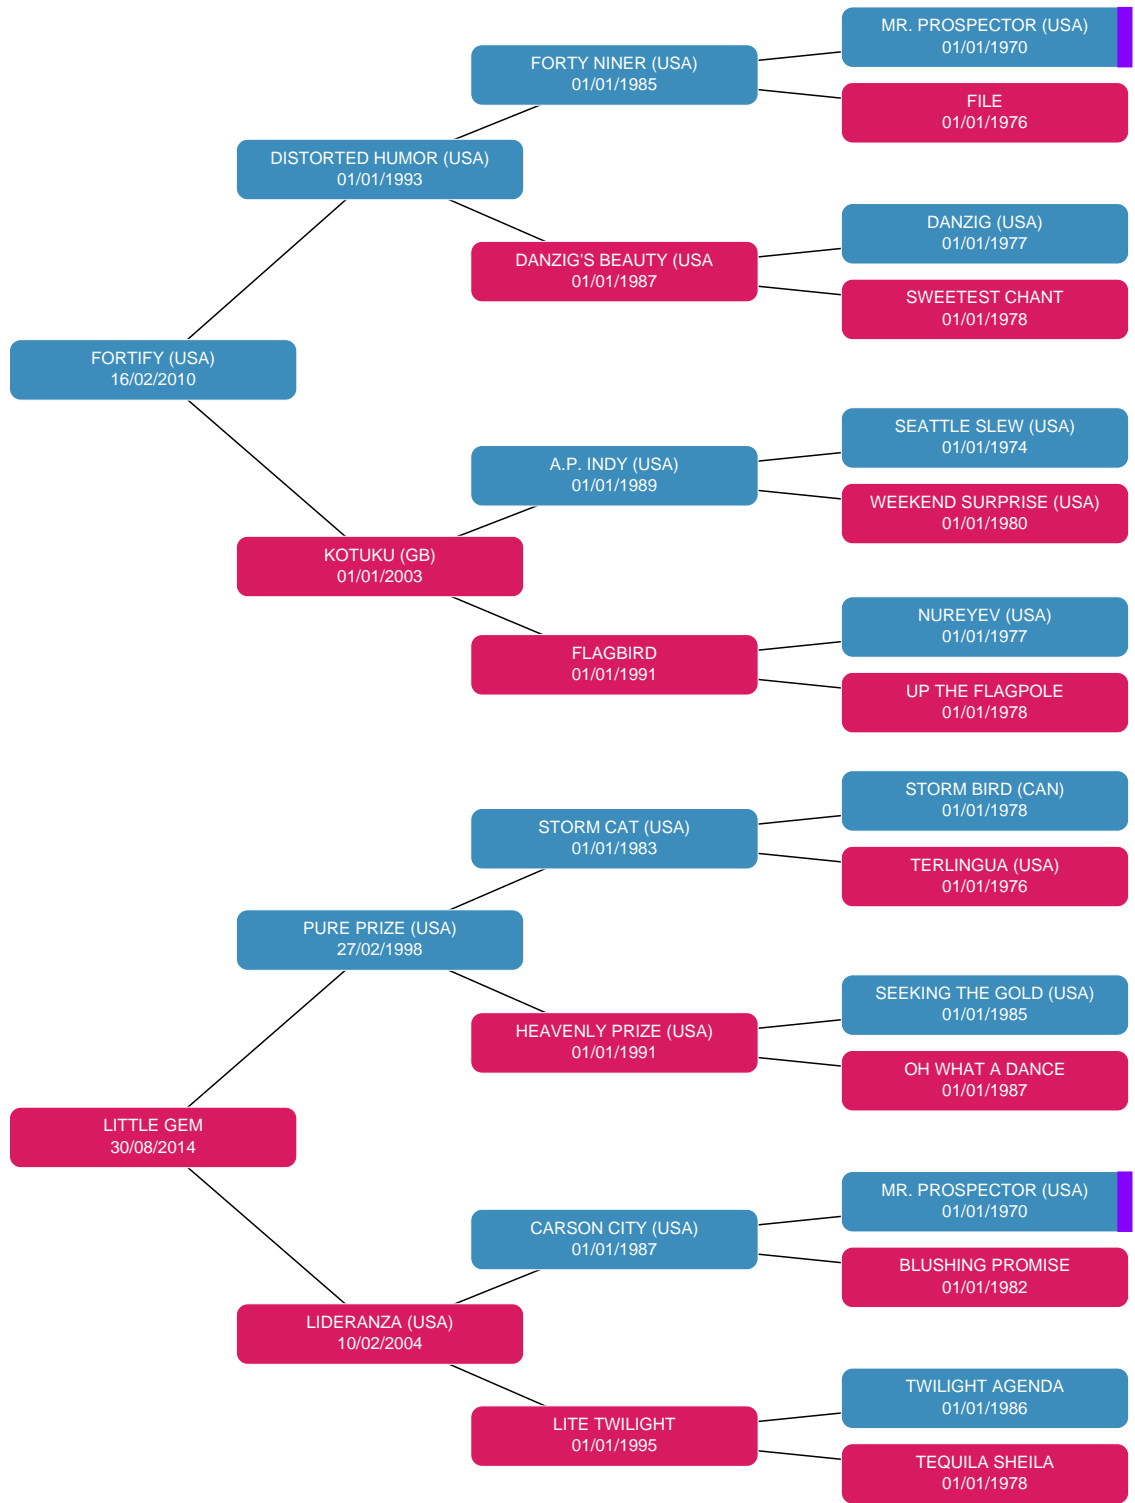 MR. PROSPECTOR (USA)
01/01/1970
FORTY NINER (USA)
01/01/1985
FILE
01/01/1976
DISTORTED HUMOR (USA)
01/01/1993
DANZIG (USA)
01/01/1977
DANZIG'S BEAUTY (USA
01/01/1987
SWEETEST CHANT
01/01/1978
FORTIFY (USA)
16/02/2010
SEATTLE SLEW (USA)
01/01/1974
A.P. INDY (USA)
01/01/1989
WEEKEND SURPRISE (USA)
01/01/1980
KOTUKU (GB)
01/01/2003
NUREYEV (USA)
01/01/1977
FLAGBIRD
01/01/1991
UP THE FLAGPOLE
01/01/1978
STORM BIRD (CAN)
01/01/1978
STORM CAT (USA)
01/01/1983
TERLINGUA (USA)
01/01/1976
PURE PRIZE (USA)
27/02/1998
SEEKING THE GOLD (USA)
01/01/1985
HEAVENLY PRIZE (USA)
01/01/1991
OH WHAT A DANCE
01/01/1987
LITTLE GEM
30/08/2014
MR. PROSPECTOR (USA)
01/01/1970
CARSON CITY (USA)
01/01/1987
BLUSHING PROMISE
01/01/1982
LIDERANZA (USA)
10/02/2004
TWILIGHT AGENDA
01/01/1986
LITE TWILIGHT
01/01/1995
TEQUILA SHEILA
01/01/1978